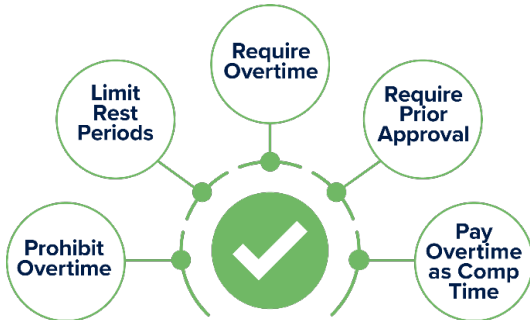 Require
Overtime
Limit
Rest
Periods
Require
Prior
Approval
Prohibit
Overtime
Pay
Overtime
as Comp
Time